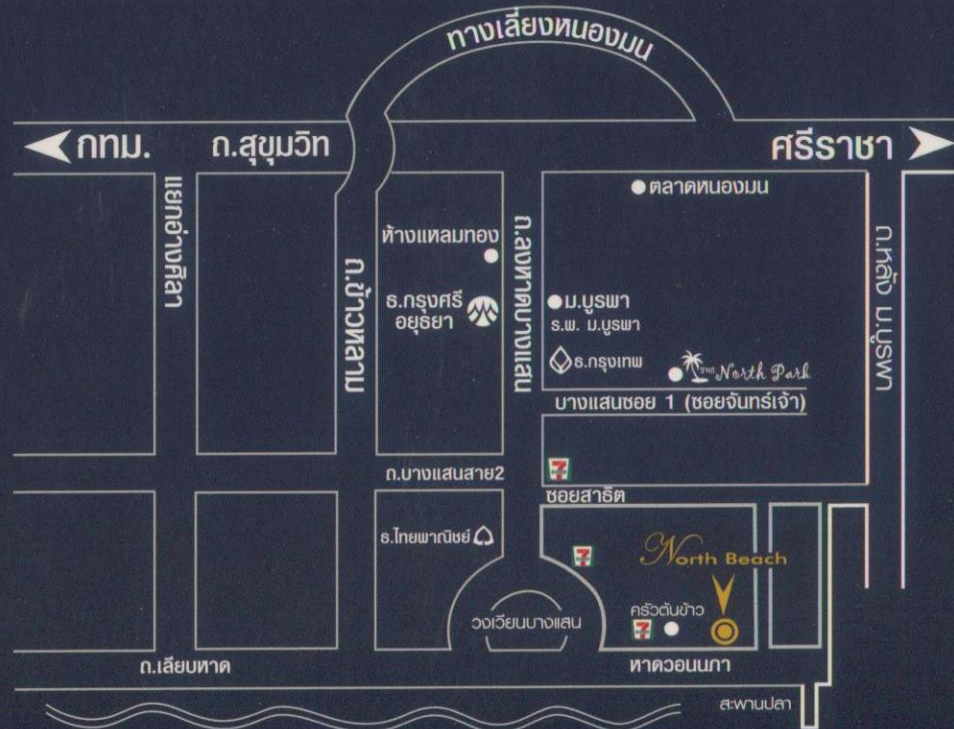 ทางเลี่ยงหนองมน
กทม.
ถ.สุขุมวิท
ศรีราชา
แยกอ่างศิลา
ถ.ข้าวหลาม
ห้างแหลมทอง
ธ.กรุงศรี
อยุธยา
ถ.ลงหาดบางแสน
ตลาดหนองมน
ม.บูรพา
ร.พ. ม.บูรพา
ธ.กรุงเทพ
North Park
บางแสนซอย 1 (ซอยจันทร์เจ้า)
ถ.หลัง ม.บูรพา
ถ.บางแสนสาย2
7
ซอยสาธิต
ธ.ไทยพาณิชย์
7
North Beach
วงเวียนบางแสน
ครัวต้นข้าว
7
ถ.เลียบหาด
หาดวอนนภา
สะพานปลา